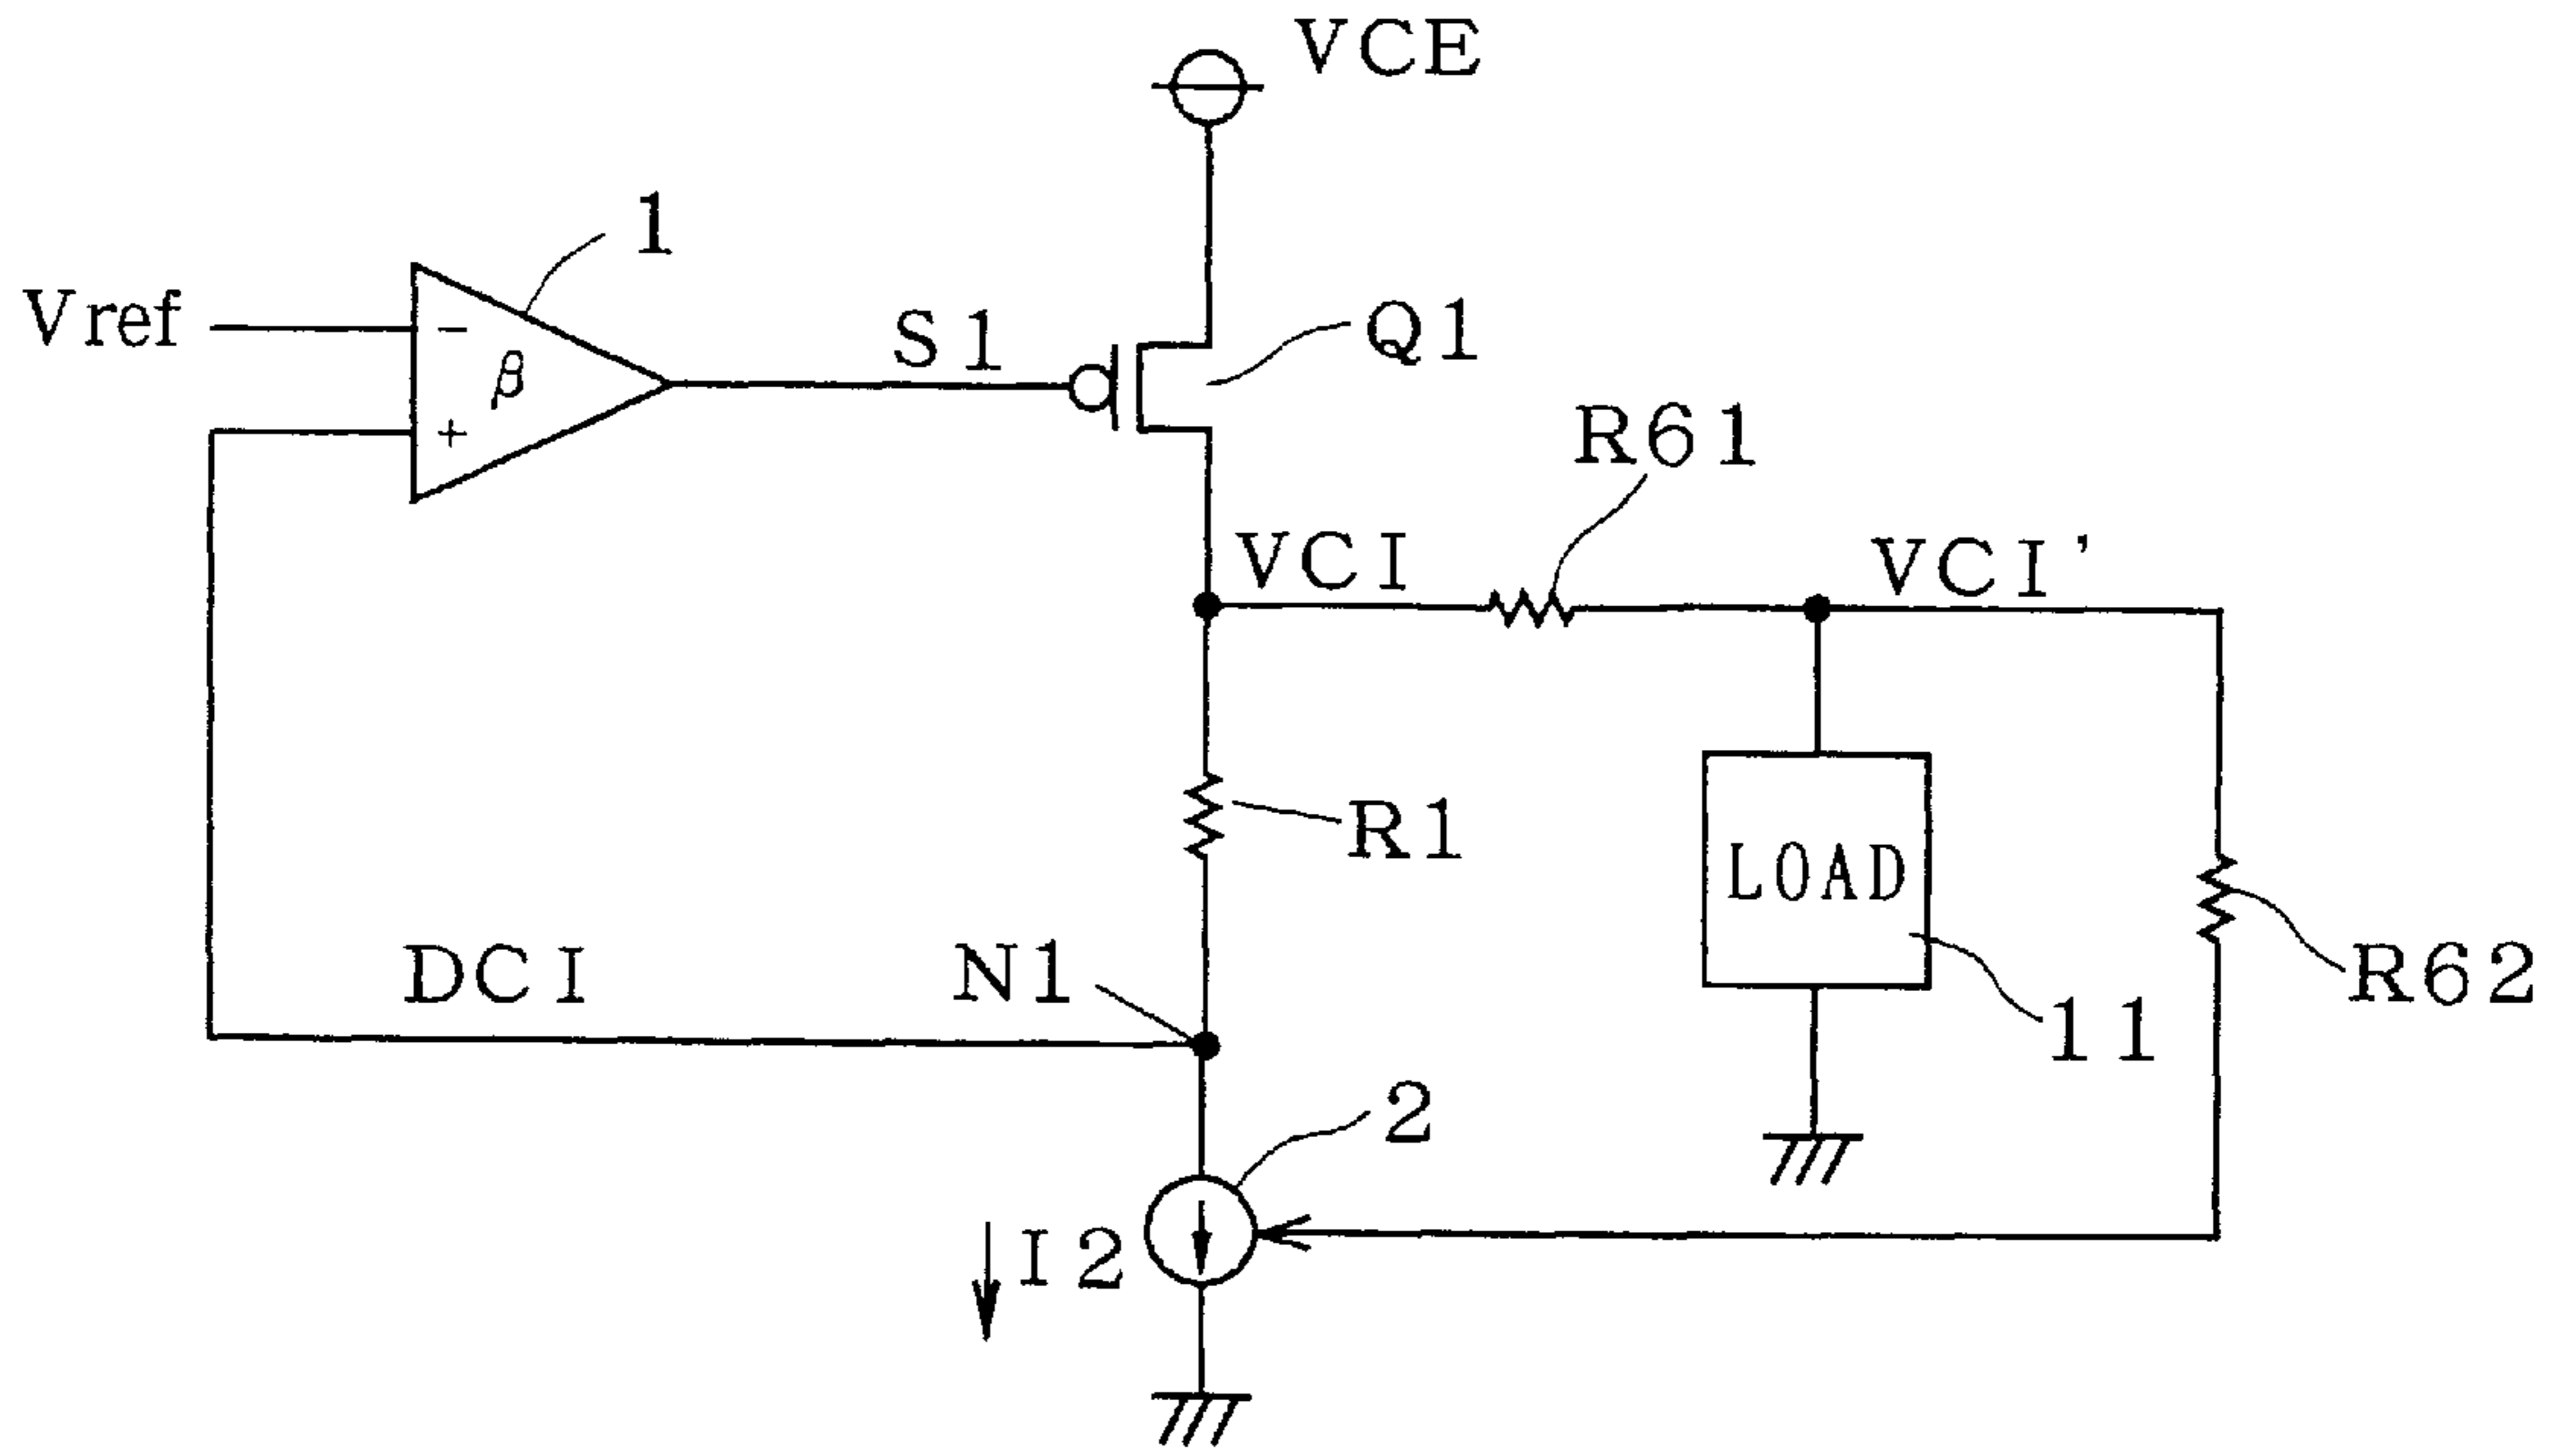 VCE
1
Vref
−
β
+
S1
Q1
R61
VCI
VCI'
R1
LOAD
DCI
N1
R62
11
2
I2